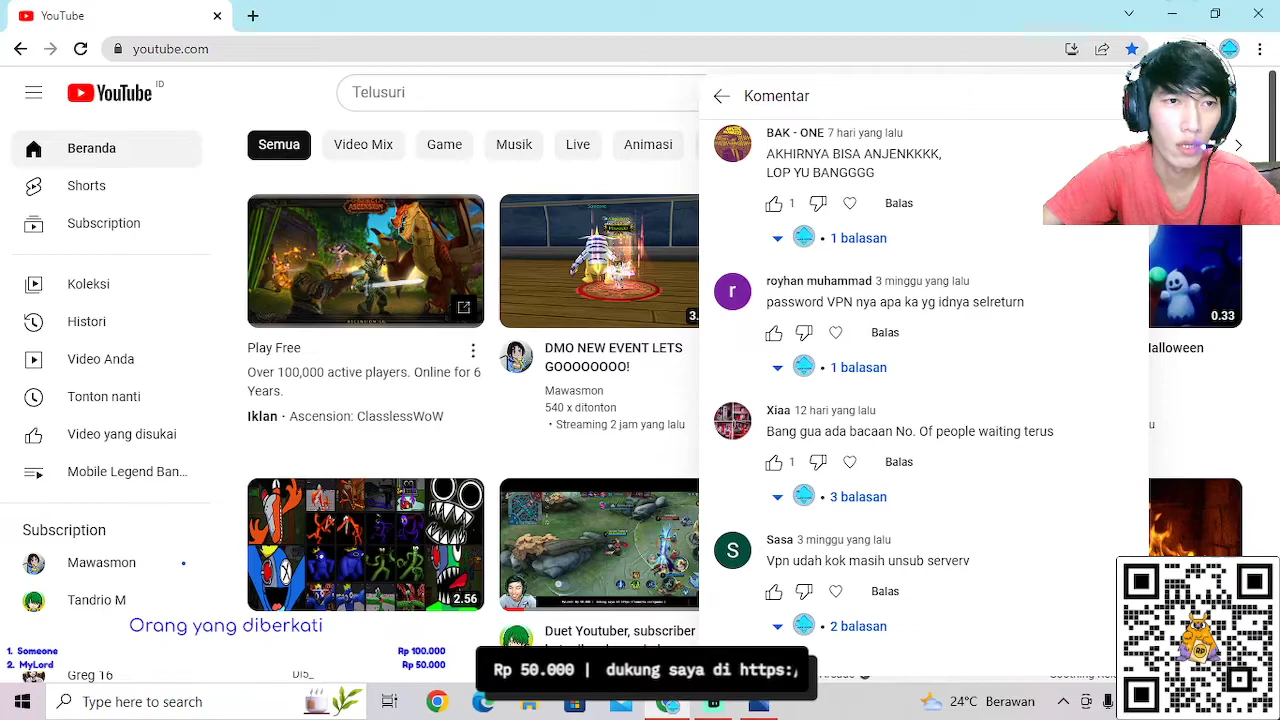 YouTube
youtube.com
YouTube ID
Telusuri
Beranda
Shorts
Subscription
Koleksi
Histori
Video Anda
Tonton nanti
Video yang disukai
Mobile Legend Ban...
Subscription
Mawasmon
Tandrio M
Greg 16
Semua
Video Mix
Game
Musik
Live
Animasi
ASCENSION
Play Free
Over 100,000 active players. Online for 6
Years.
Iklan · Ascension: ClasslessWoW
3.
DMO NEW EVENT LETS
GOOOOOOO!
Mawasmon
540 x ditonton
• Streaming 2 jam yang lalu
2.56
Duet Youtuber, subscriber
0.33
Komentar
BAK - ONE 7 hari yang lalu
AKHIRNYA BISA ANJENKKKK,
LOP YU BANGGGG
Balas
• 1 balasan
royhan muhammad 3 minggu yang lalu
password VPN nya apa ka yg idnya selreturn
Balas
• 1 balasan
Xiaa 12 hari yang lalu
Bang gua ada bacaan No. Of people waiting terus
1 Balas
• 3 balasan
S
Sasa 3 minggu yang lalu
Vpn udah kok masih unsub serverv
Balas
• 2 balasan
r
Orang yang diberkati
1. Someone Rp 100.000
2. MyLord Rp 50.000
Rp 50.000 | dukung saya di https:/
RP
Type here to search
24°C Berawan